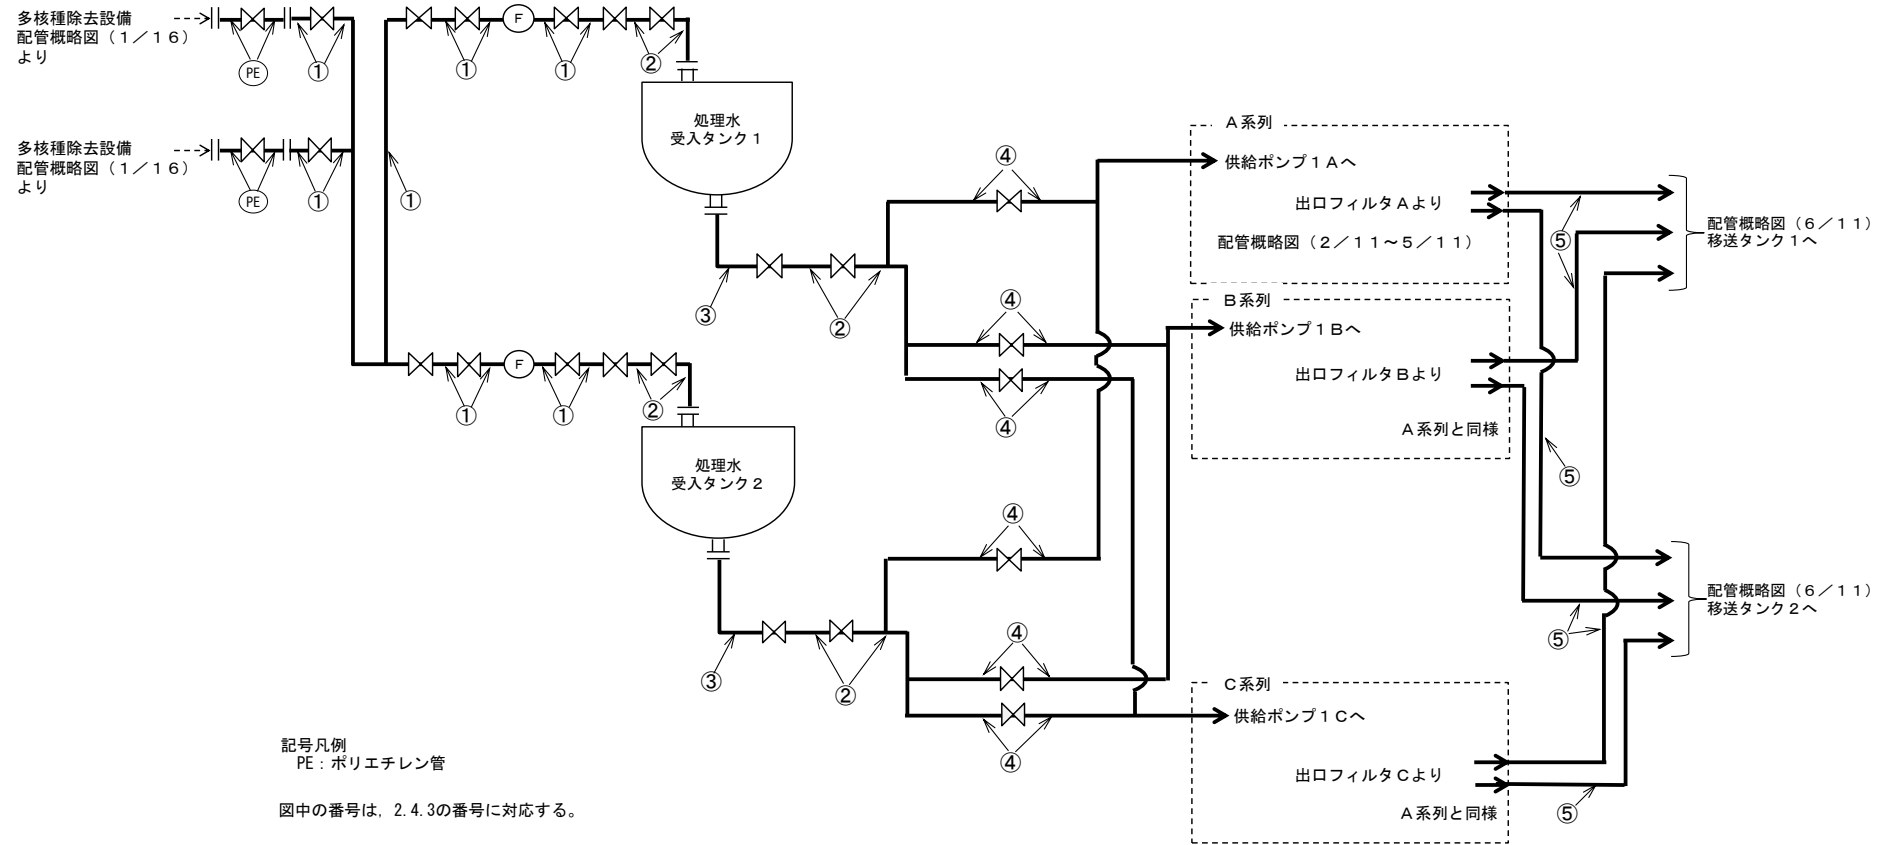 多核種除去設備
配管概略図（１／１６）
より
PE
①
①
①
F
②
多核種除去設備
配管概略図（１／１６）
より
PE
①
①
処理水
受入タンク１
③
②
④
④
④
A系列
供給ポンプ１Aへ
出口フィルタAより
配管概略図（２／１１～５／１１）
⑤
配管概略図（６／１１）
移送タンク１へ
B系列
供給ポンプ１Bへ
出口フィルタBより
A系列と同様
⑤
①
①
F
②
処理水
受入タンク２
③
②
④
④
④
配管概略図（６／１１）
移送タンク２へ
⑤
C系列
供給ポンプ１Cへ
出口フィルタCより
A系列と同様
⑤
記号凡例
PE：ポリエチレン管
図中の番号は，2.4.3の番号に対応する。